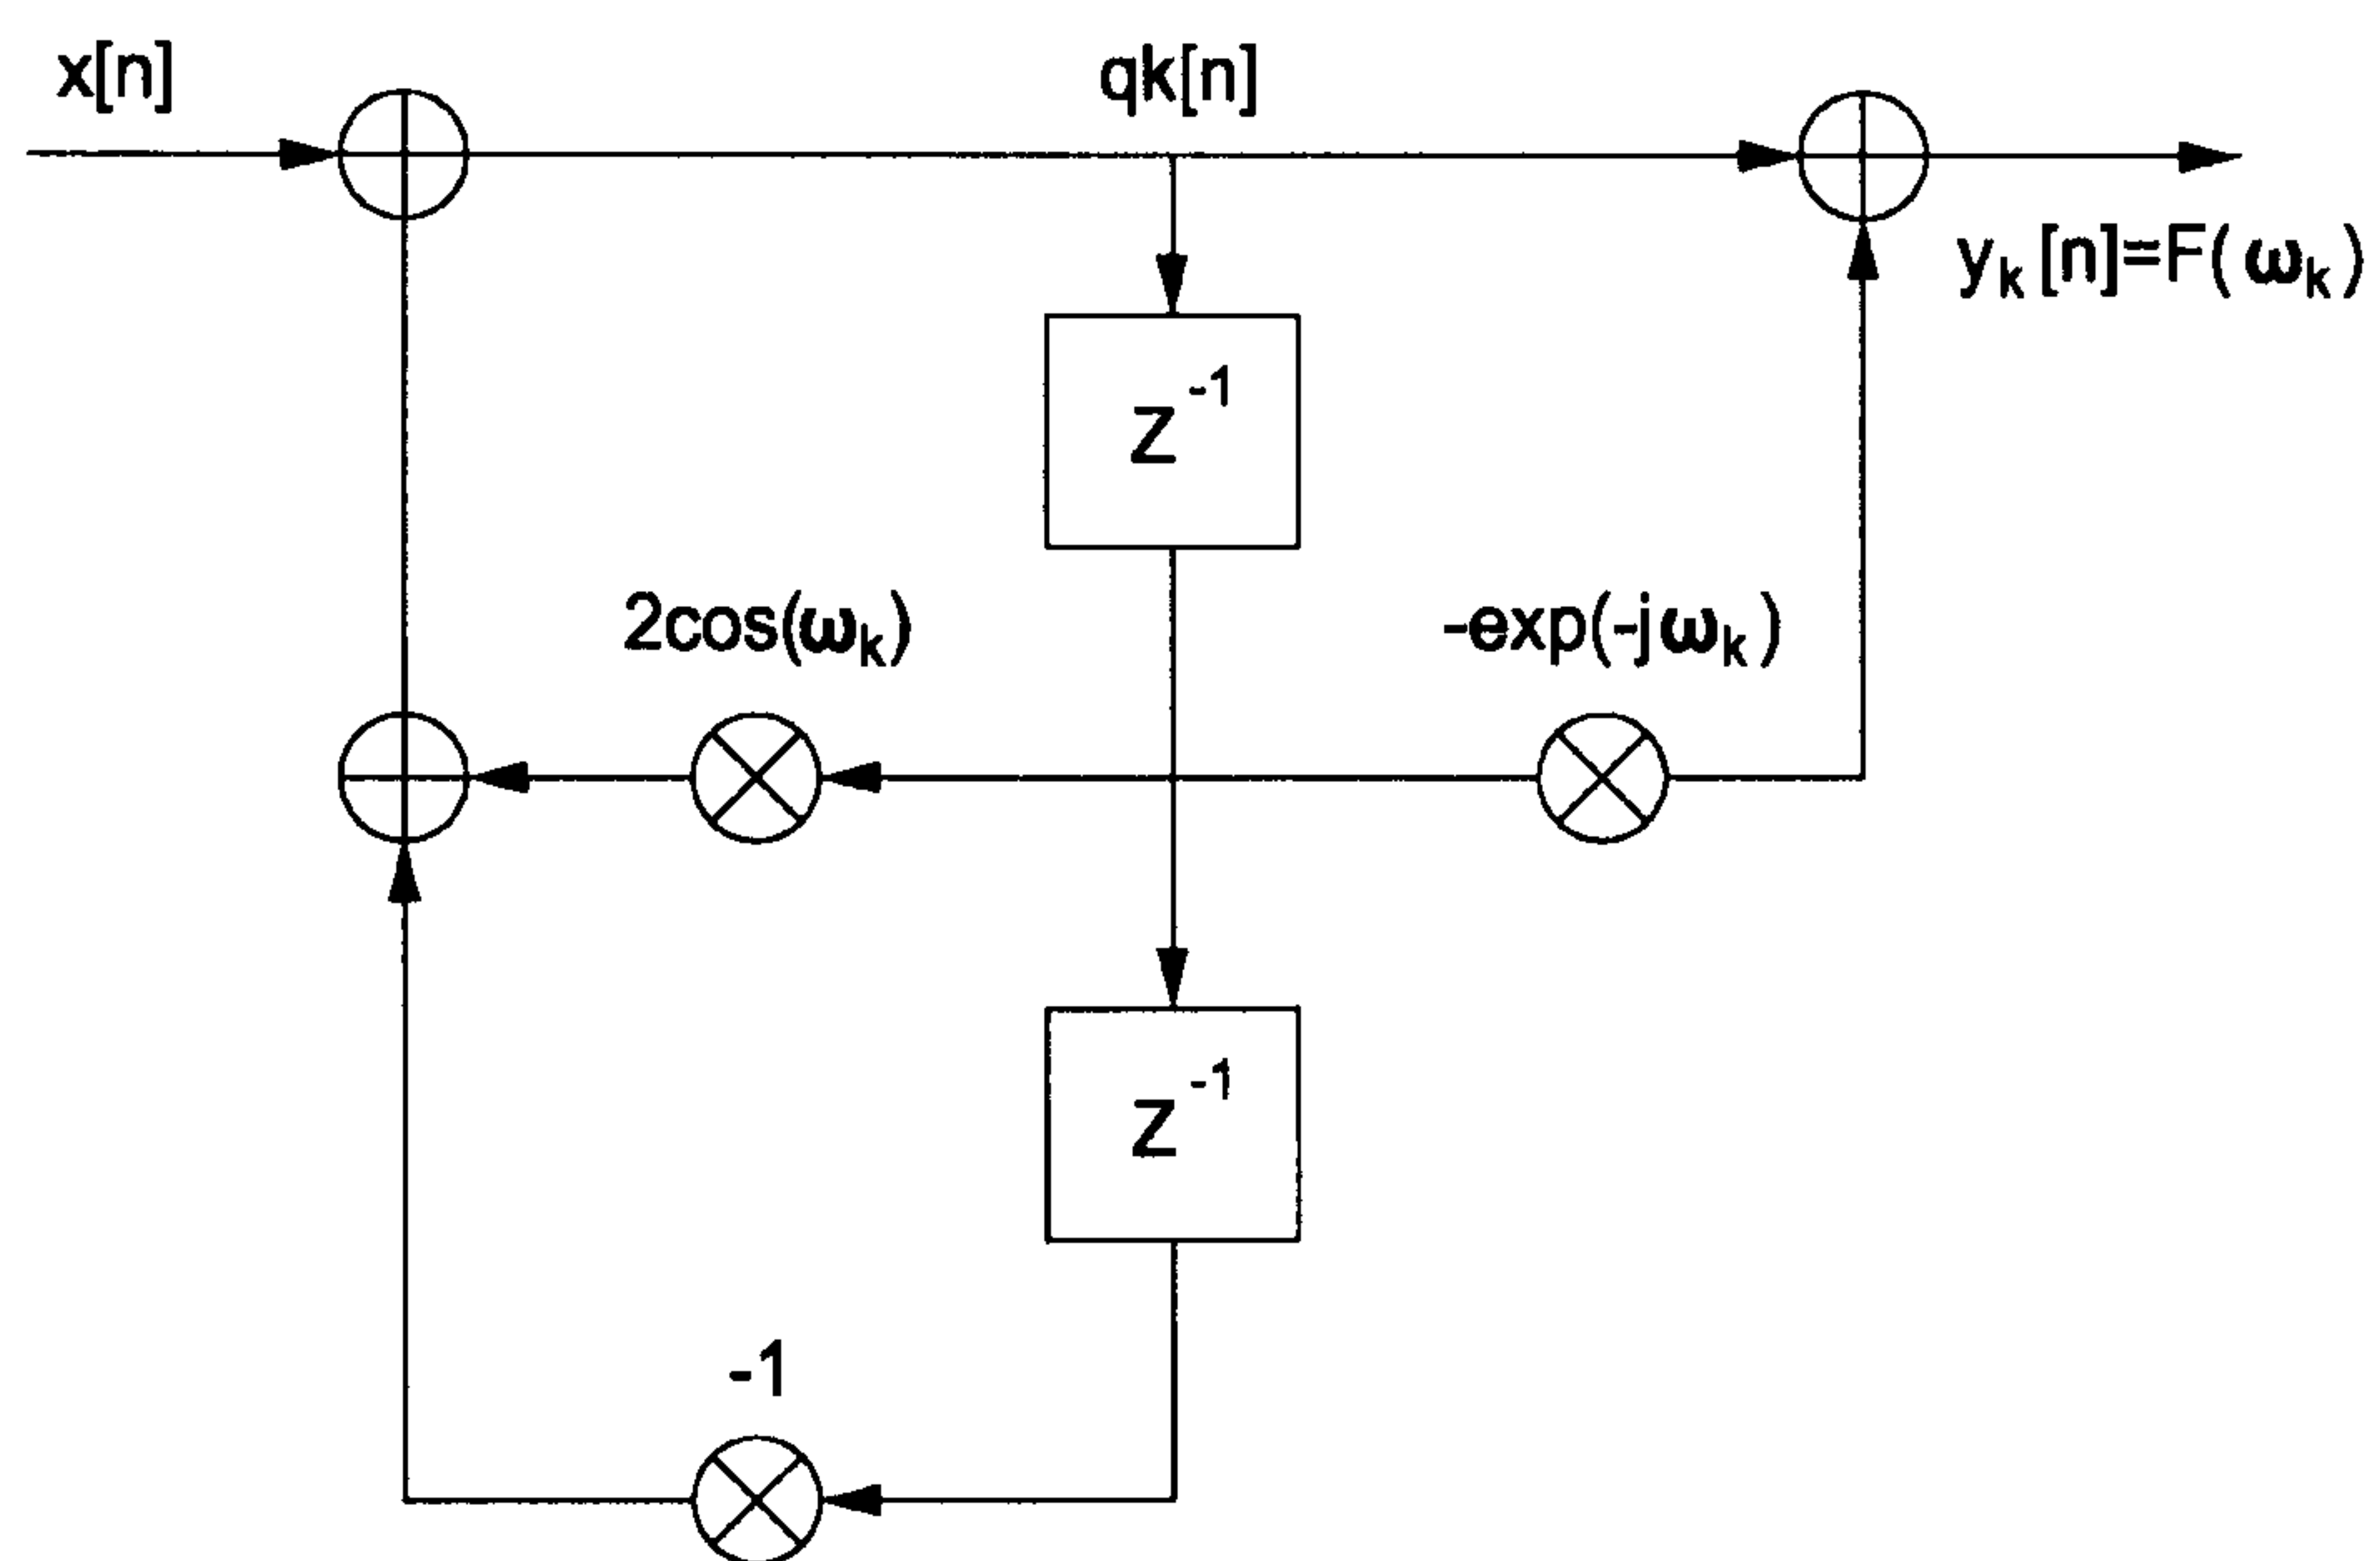 x[n]
qk[n]
yₖ[n]=F(ωₖ)
z⁻¹
2cos(ωₖ)
-exp(-jωₖ)
z⁻¹
-1